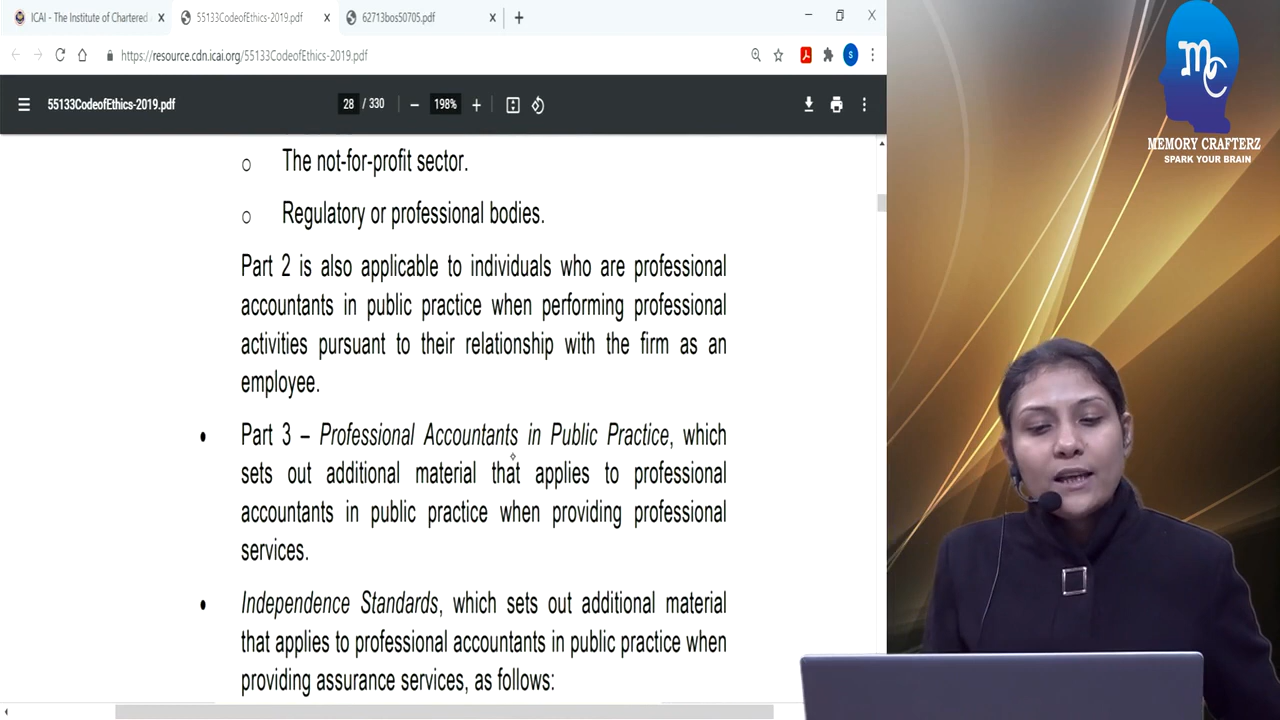 ICAI - The Institute of Chartered
55133CodeofEthics-2019.pdf
62713bos50705.pdf
https://resource.cdn.icai.org/55133CodeofEthics-2019.pdf
S
55133CodeofEthics-2019.pdf
28 / 330
198%
MC
MEMORY CRAFTERZ
SPARK YOUR BRAIN
o The not-for-profit sector.
o Regulatory or professional bodies.
Part 2 is also applicable to individuals who are professional
accountants in public practice when performing professional
activities pursuant to their relationship with the firm as an
employee.
• Part 3 – Professional Accountants in Public Practice, which
sets out additional material that applies to professional
accountants in public practice when providing professional
services.
• Independence Standards, which sets out additional material
that applies to professional accountants in public practice when
providing assurance services, as follows: